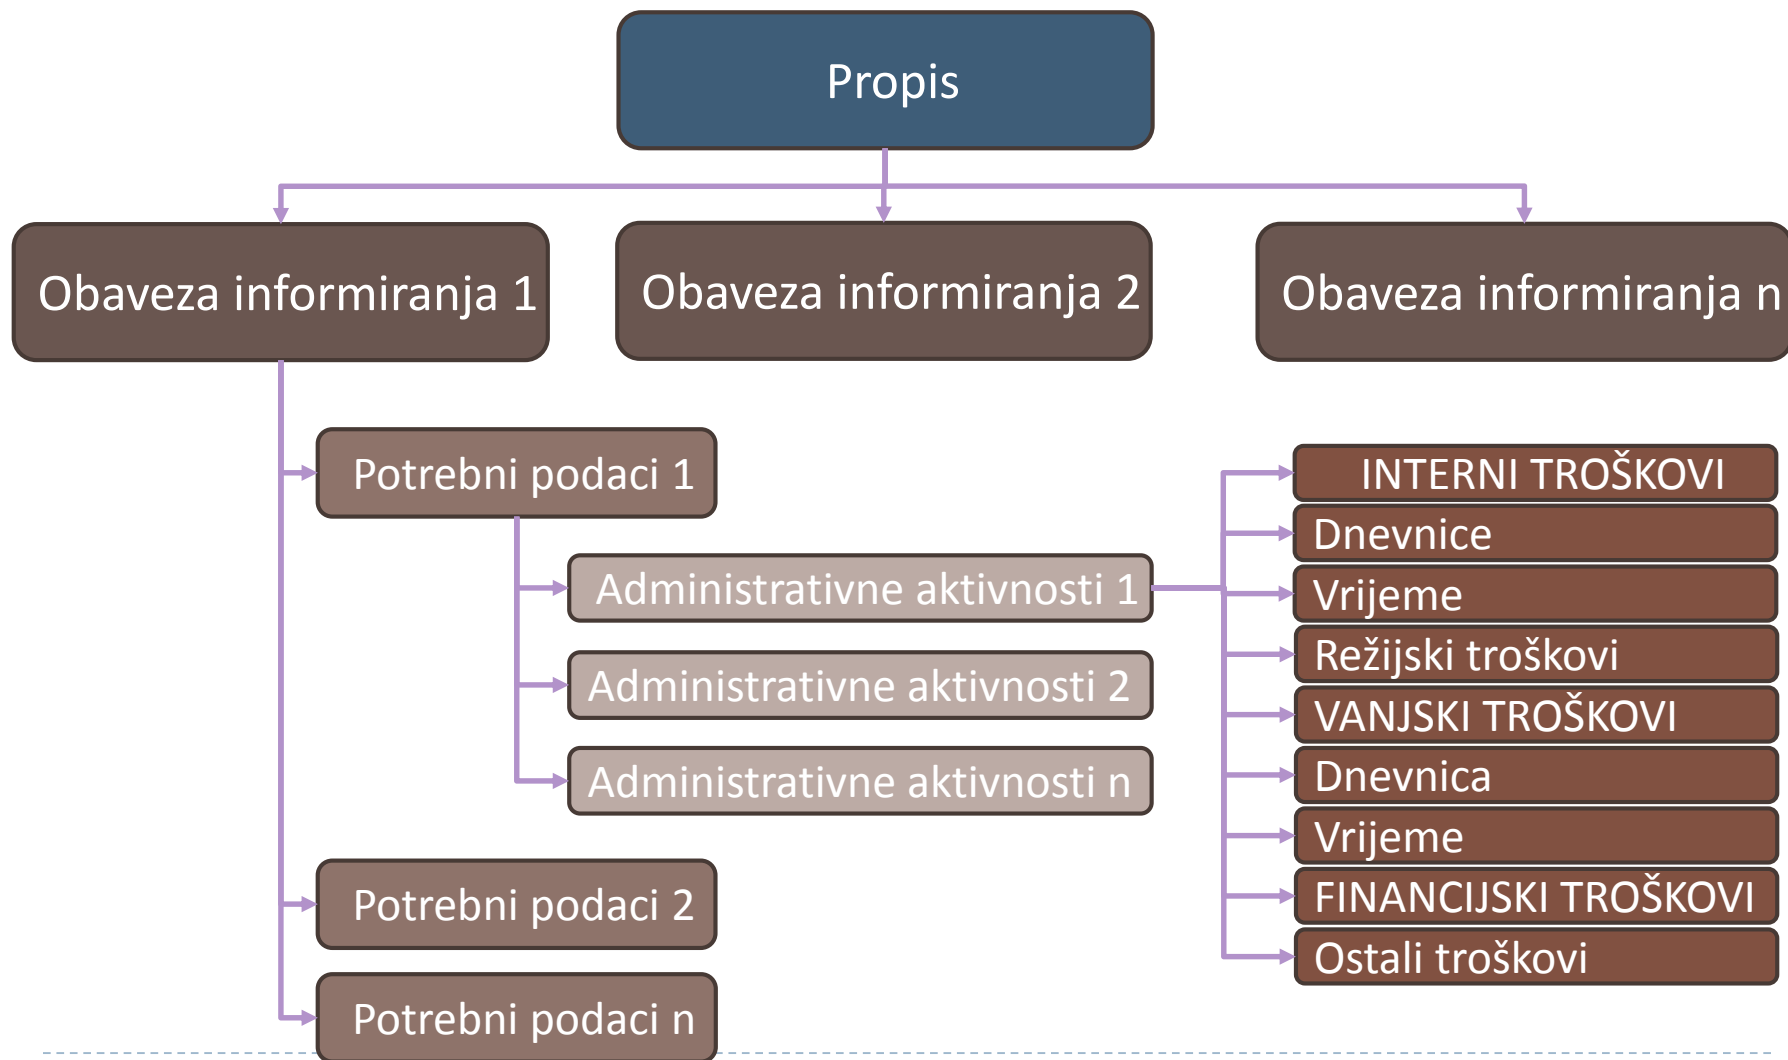 Propis
Obaveza informiranja 1
Obaveza informiranja 2
Obaveza informiranja n
Potrebni podaci 1
Administrativne aktivnosti 1
Administrativne aktivnosti 2
Administrativne aktivnosti n
Potrebni podaci 2
Potrebni podaci n
INTERNI TROŠKOVI
Dnevnice
Vrijeme
Režijski troškovi
VANJSKI TROŠKOVI
Dnevnica
Vrijeme
FINANCIJSKI TROŠKOVI
Ostali troškovi